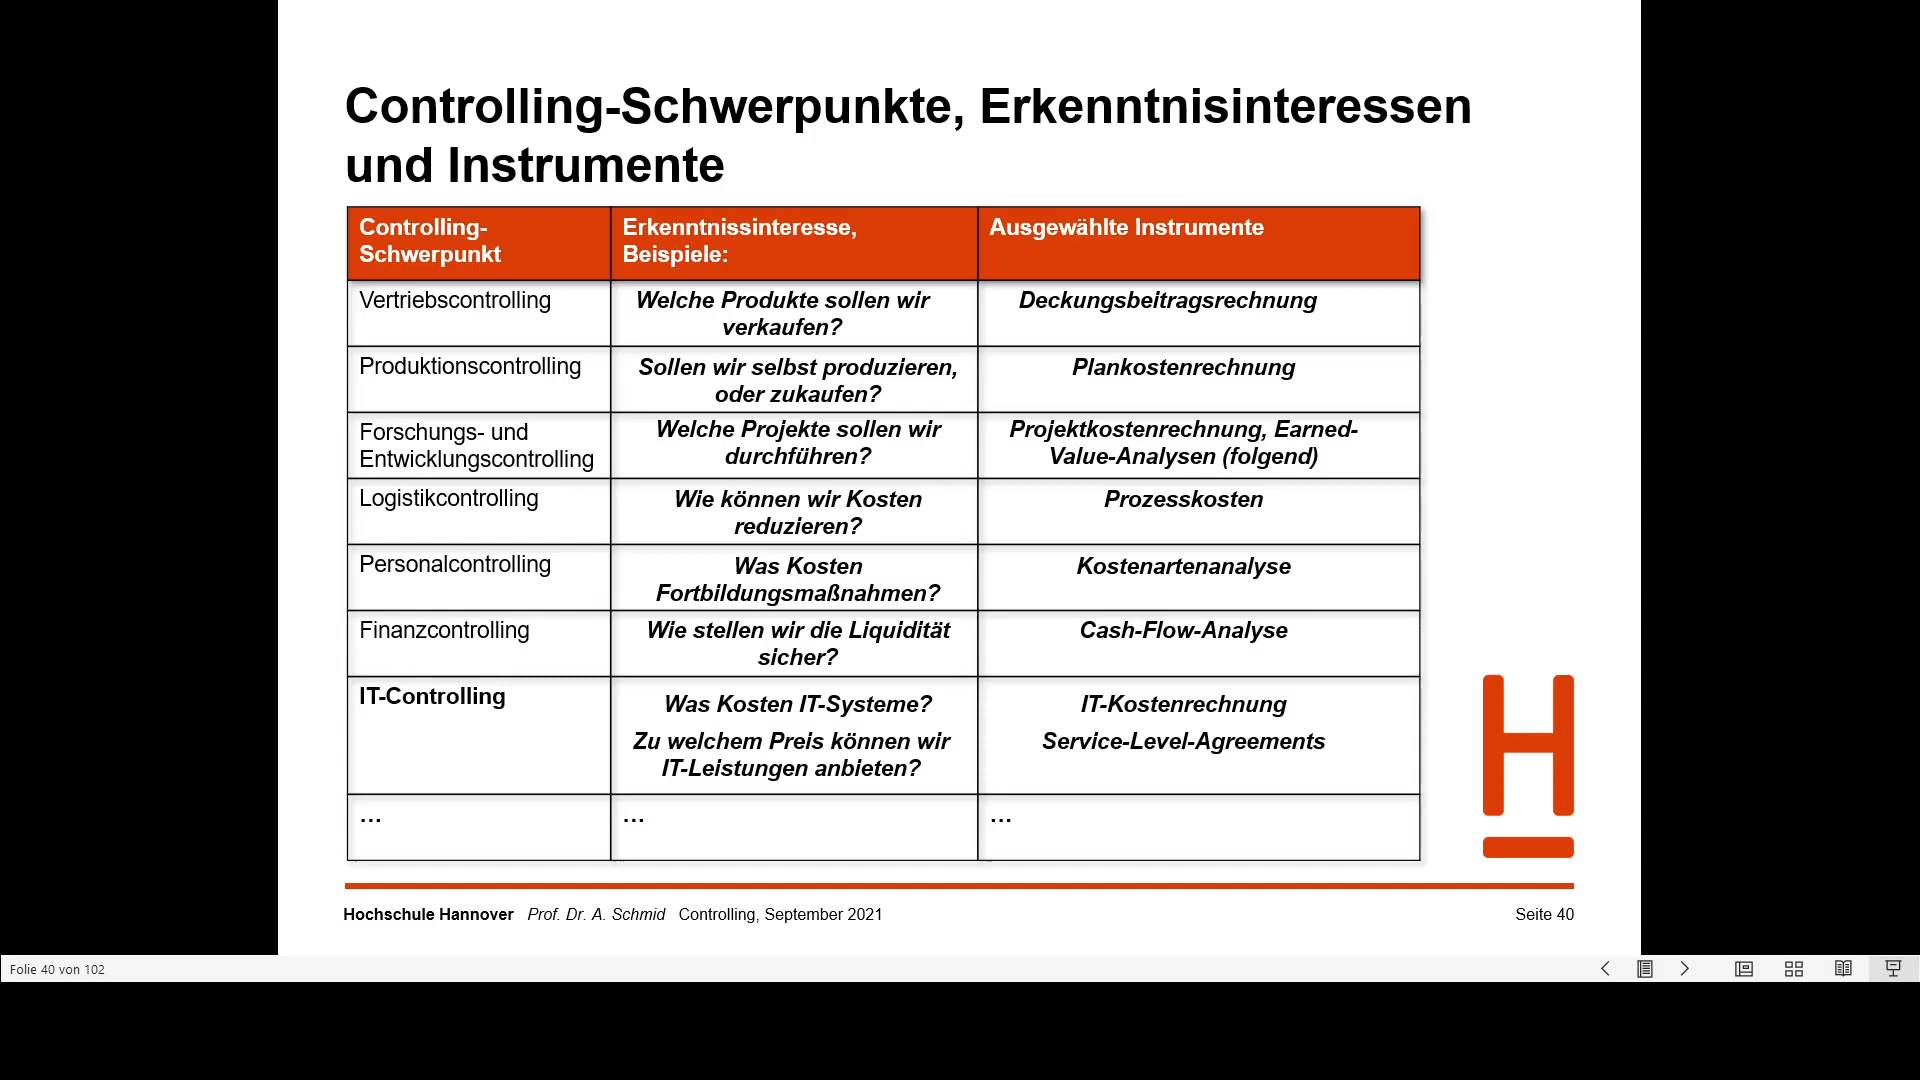 Controlling-Schwerpunkte, Erkenntnisinteressen
und Instrumente
Controlling-
Schwerpunkt
Erkenntnissinteresse,
Beispiele:
Ausgewählte Instrumente
Vertriebscontrolling
Welche Produkte sollen wir
verkaufen?
Deckungsbeitragsrechnung
Produktionscontrolling
Sollen wir selbst produzieren,
oder zukaufen?
Plankostenrechnung
Forschungs- und
Entwicklungscontrolling
Welche Projekte sollen wir
durchführen?
Projektkostenrechnung, Earned-
Value-Analysen (folgend)
Logistikcontrolling
Wie können wir Kosten
reduzieren?
Prozesskosten
Personalcontrolling
Was Kosten
Fortbildungsmaßnahmen?
Kostenartenanalyse
Finanzcontrolling
Wie stellen wir die Liquidität
sicher?
Cash-Flow-Analyse
IT-Controlling
Was Kosten IT-Systeme?
Zu welchem Preis können wir
IT-Leistungen anbieten?
IT-Kostenrechnung
Service-Level-Agreements
…
…
…
H
Hochschule Hannover Prof. Dr. A. Schmid Controlling, September 2021
Seite 40
Folie 40 von 102